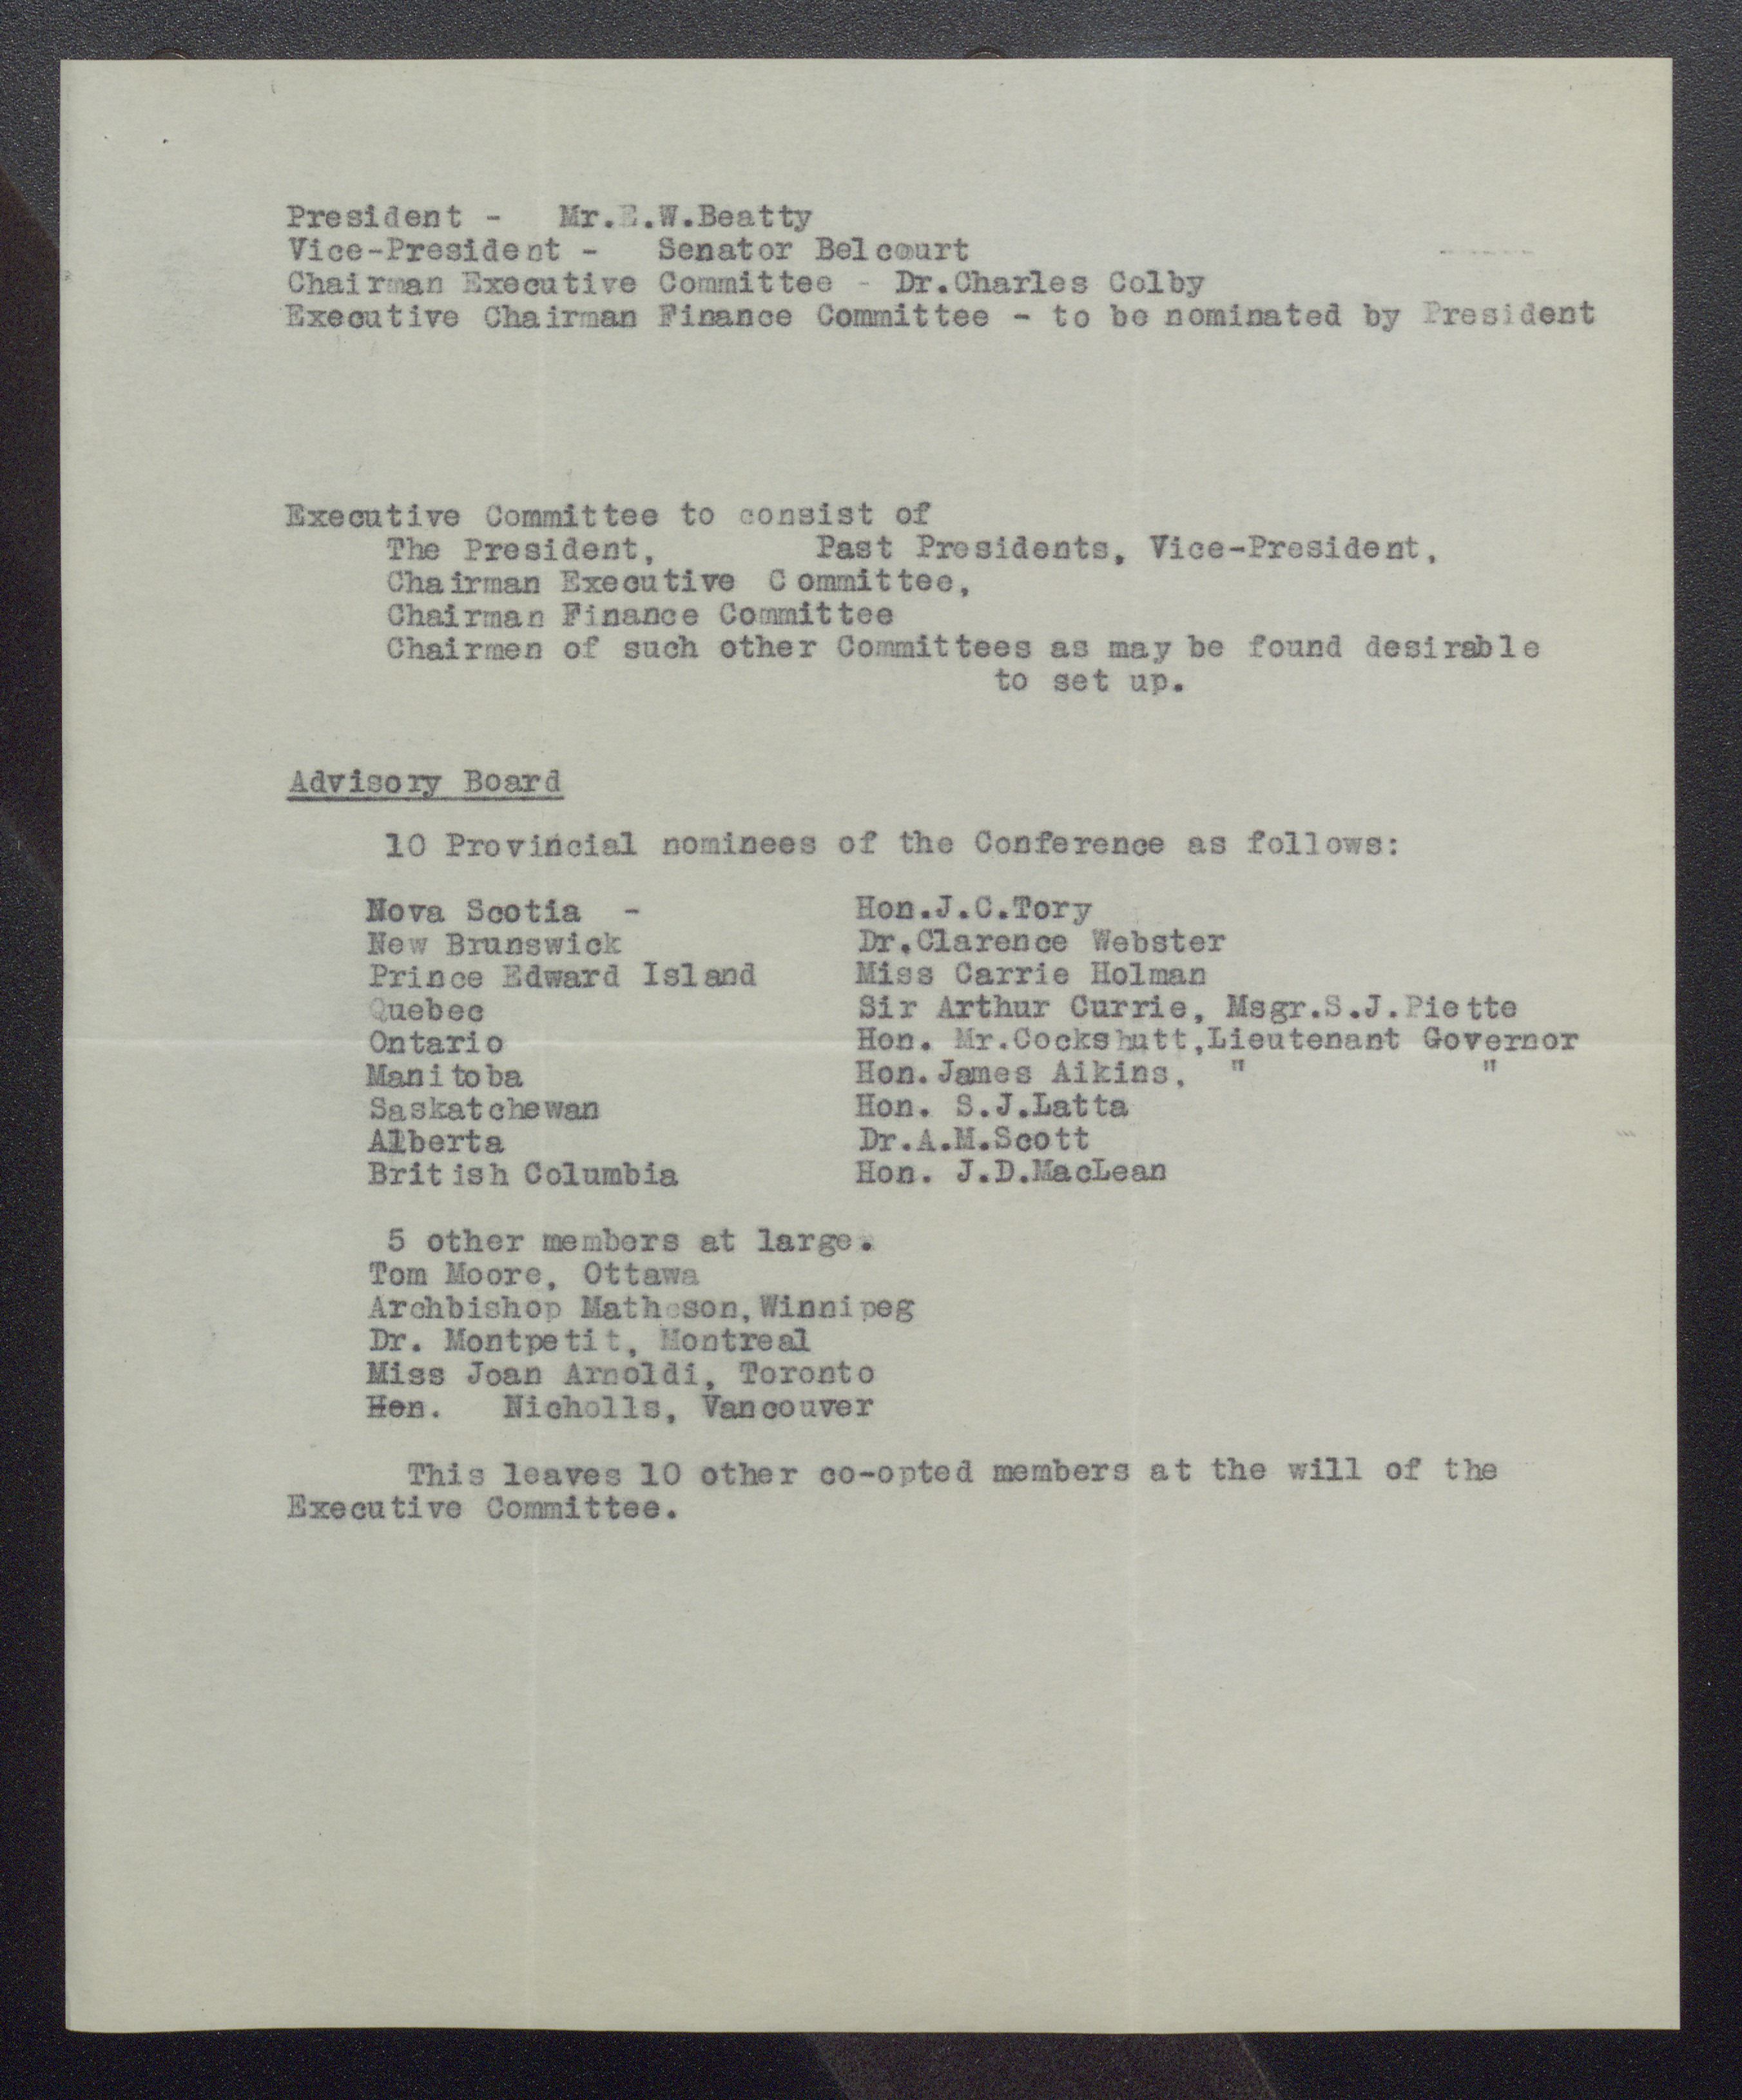 President - Mr.E.W.Beatty
Vice-President - Senator Belcourt
Chairman Executive Committee - Dr.Charles Colby
Executive Chairman Finance Committee - to be nominated by President
Executive Committee to consist of
The President, Past Presidents, Vice-President,
Chairman Executive Committee,
Chairman Finance Committee
Chairmen of such other Committees as may be found desirable
to set up.
Advisory Board
10 Provincial nominees of the Conference as follows:
Nova Scotia - Hon.J.C.Tory
New Brunswick Dr.Clarence Webster
Prince Edward Island Miss Carrie Holman
Quebec Sir Arthur Currie, Msgr.S.J.Piette
Ontario Hon. Mr.Cockshutt,Lieutenant Governor
Manitoba Hon.James Aikins, " "
Saskatchewan Hon. S.J.Latta
Alberta Dr.A.M.Scott
British Columbia Hon. J.D.MacLean
5 other members at large.
Tom Moore, Ottawa
Archbishop Matheson,Winnipeg
Dr. Montpetit, Montreal
Miss Joan Arnoldi, Toronto
Hon. Nicholls, Vancouver
This leaves 10 other co-opted members at the will of the
Executive Committee.